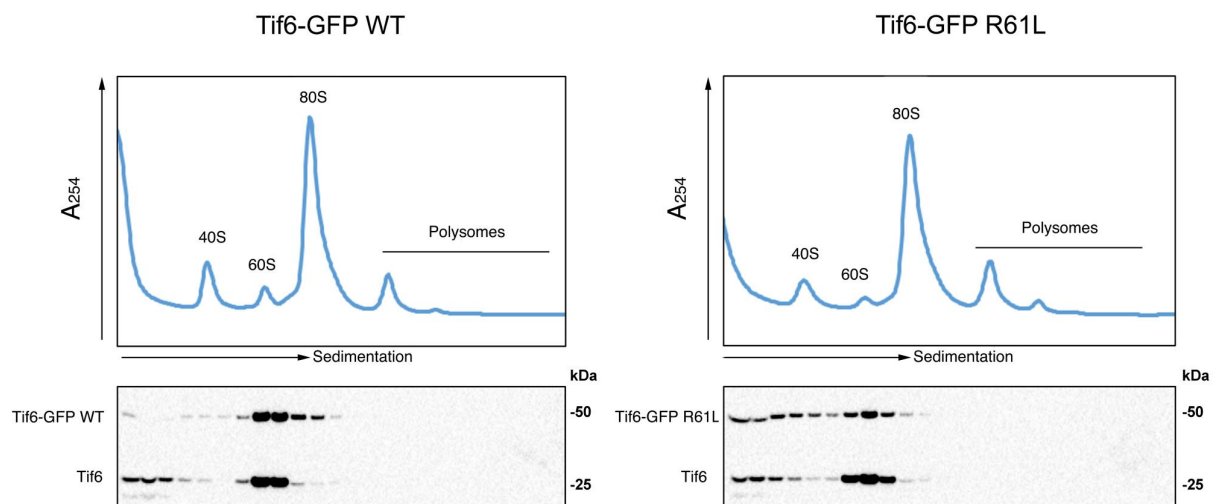 Tif6-GFP WT
80S
40S
60S
Polysomes
A254
Sedimentation
kDa
Tif6-GFP WT
-50
Tif6
-25
Tif6-GFP R61L
80S
40S
60S
Polysomes
A254
Sedimentation
kDa
Tif6-GFP R61L
-50
Tif6
-25